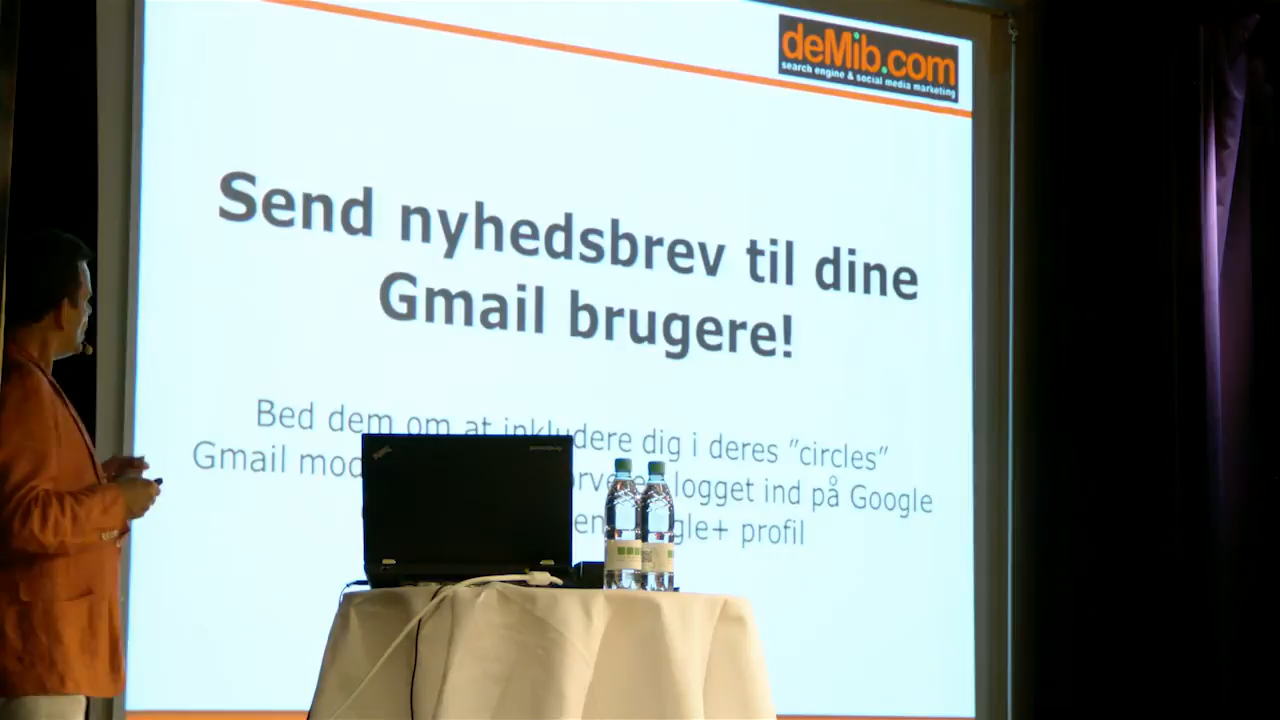 deMib.com
search engine & social media marketing
Send nyhedsbrev til dine
Gmail brugere!
Bed dem om at inkludere dig i deres ”circles”
Gmail logget ind på Google
profil
ThinkPad